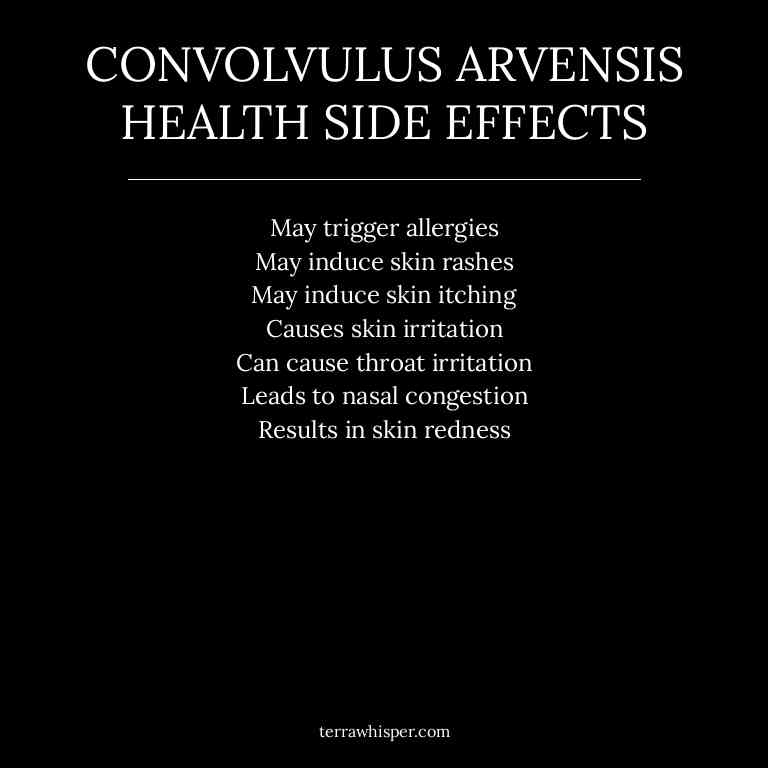 CONVOLVULUS ARVENSIS
HEALTH SIDE EFFECTS
May trigger allergies
May induce skin rashes
May induce skin itching
Causes skin irritation
Can cause throat irritation
Leads to nasal congestion
Results in skin redness
terrawhisper.com